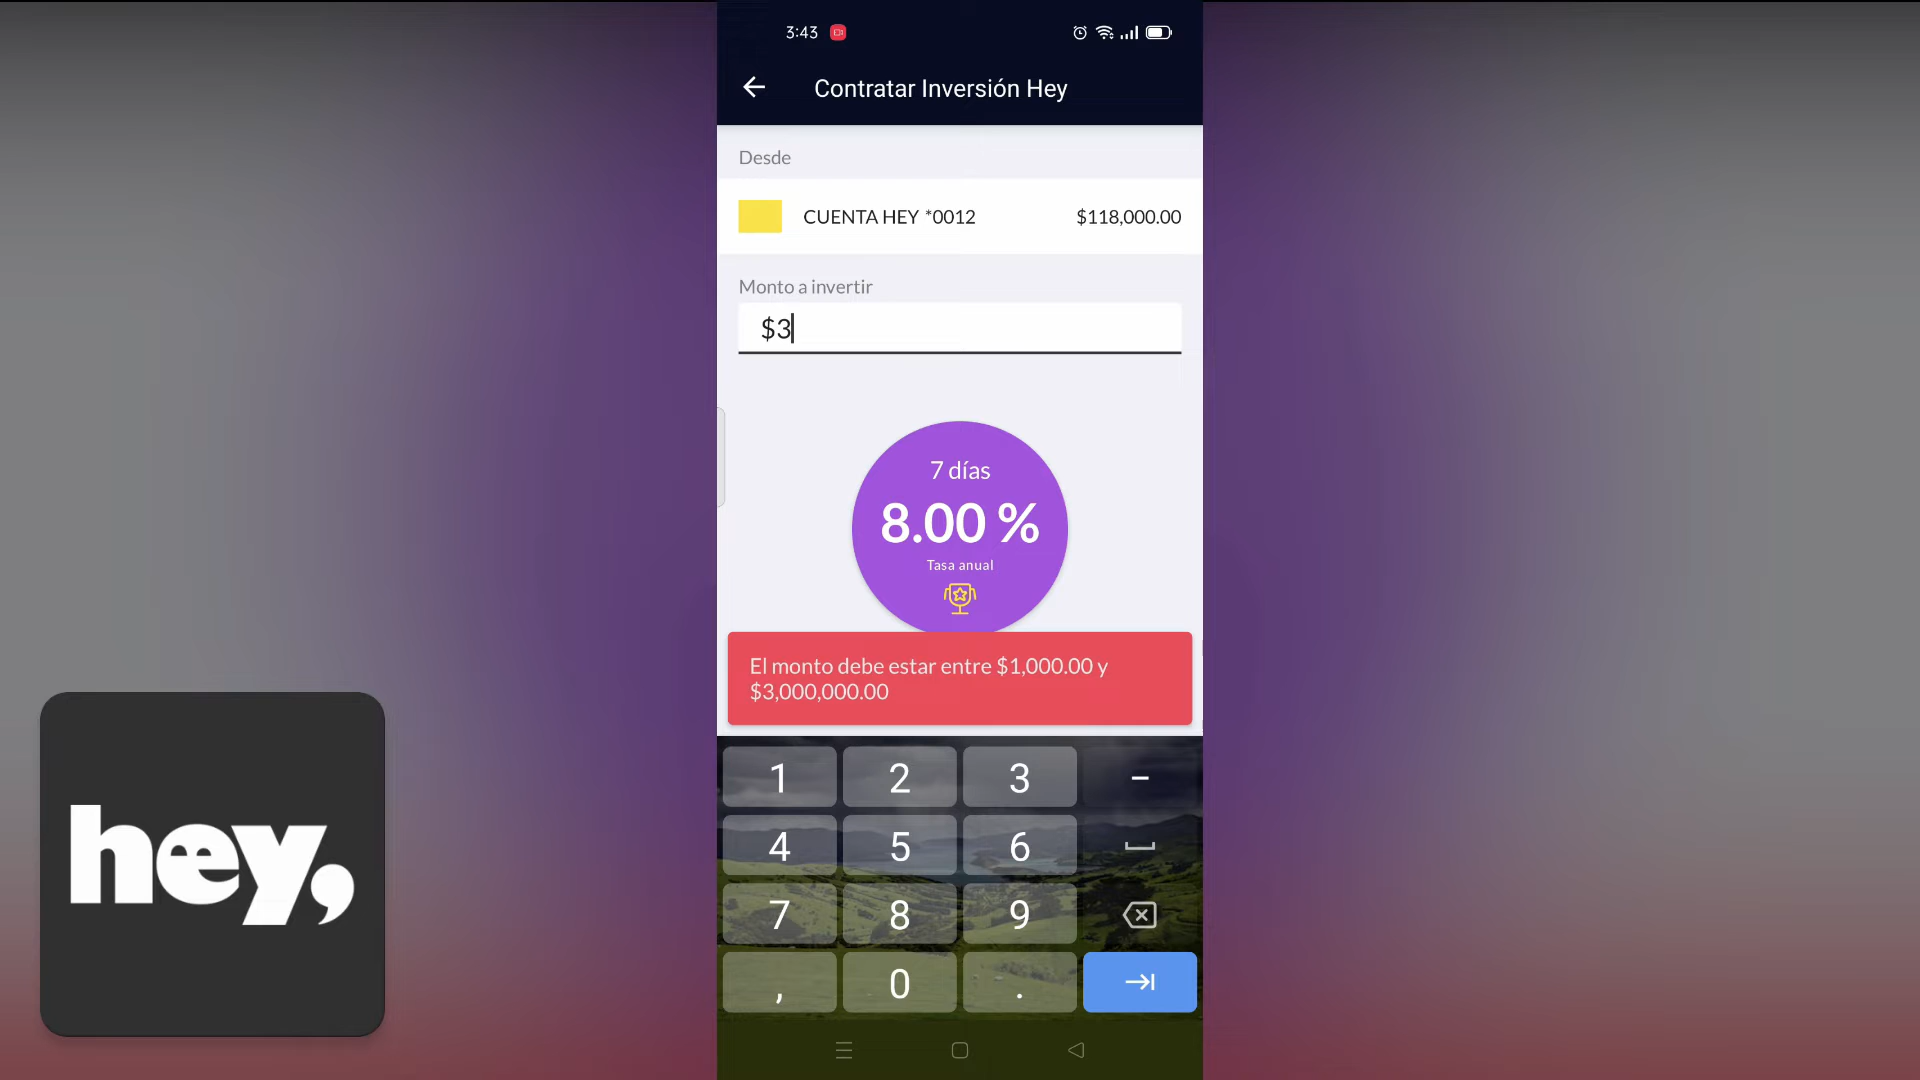 3:43
Contratar Inversión Hey
Desde
CUENTA HEY *0012 $118,000.00
Monto a invertir
$3
7 días
8.00 %
Tasa anual
El monto debe estar entre $1,000.00 y
$3,000,000.00
1 2 3 –
4 5 6
7 8 9
, 0 .
hey,